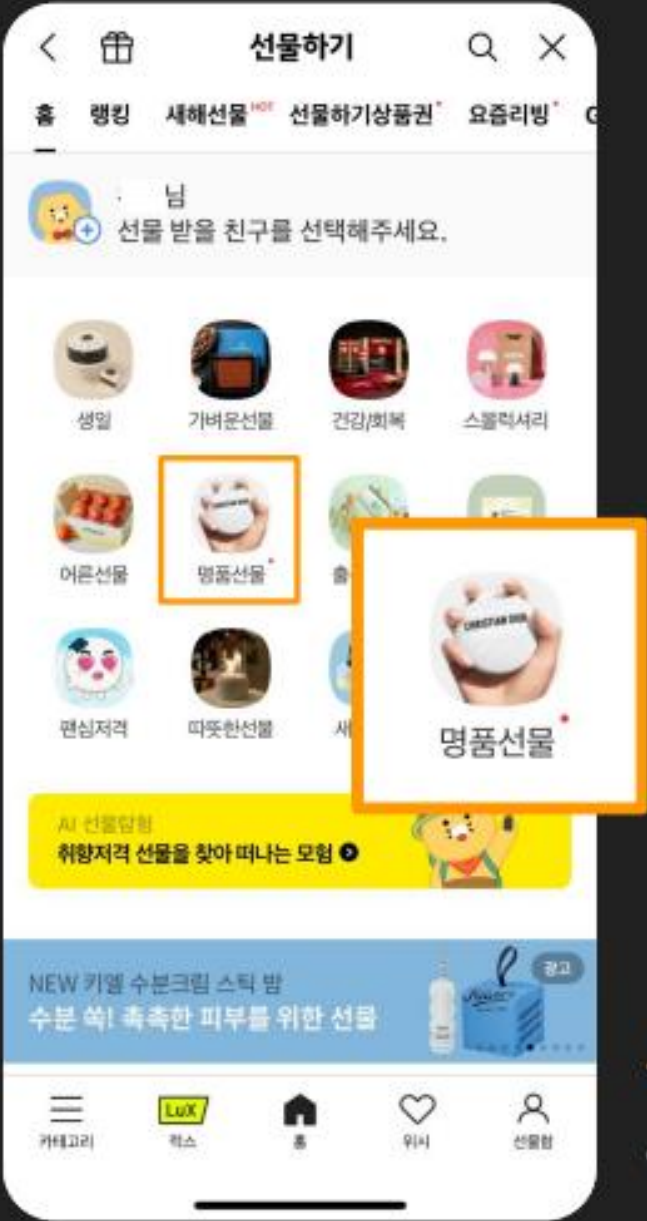 선물하기
홈 랭킹 새해선물 HOT 선물하기상품권 요즘리빙
님
선물 받을 친구를 선택해주세요.
생일 가벼운선물 건강/회복 스몰럭셔리
어른선물 명품선물
CHRISTIAN DIOR
명품선물
팬심저격 따뜻한선물
AI 선물탐험
취향저격 선물을 찾아 떠나는 모험
NEW 키엘 수분크림 스틱 밤
광고
수분 쏙! 촉촉한 피부를 위한 선물
LuX
카테고리 럭스 홈 위시 선물함